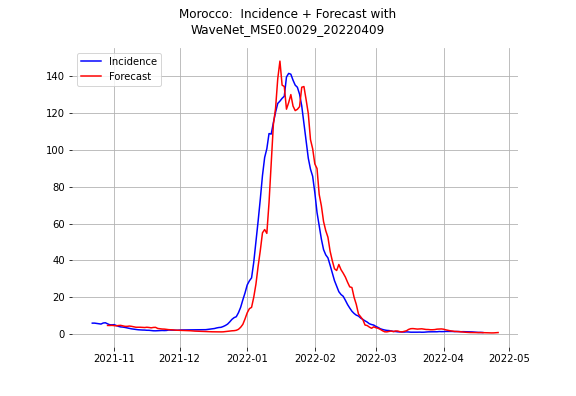 Morocco:  Incidence + Forecast with
WaveNet_MSE0.0029_20220409
Incidence
Forecast
140
120
100
80
60
40
20
0
2021-11 2021-12 2022-01 2022-02 2022-03 2022-04 2022-05